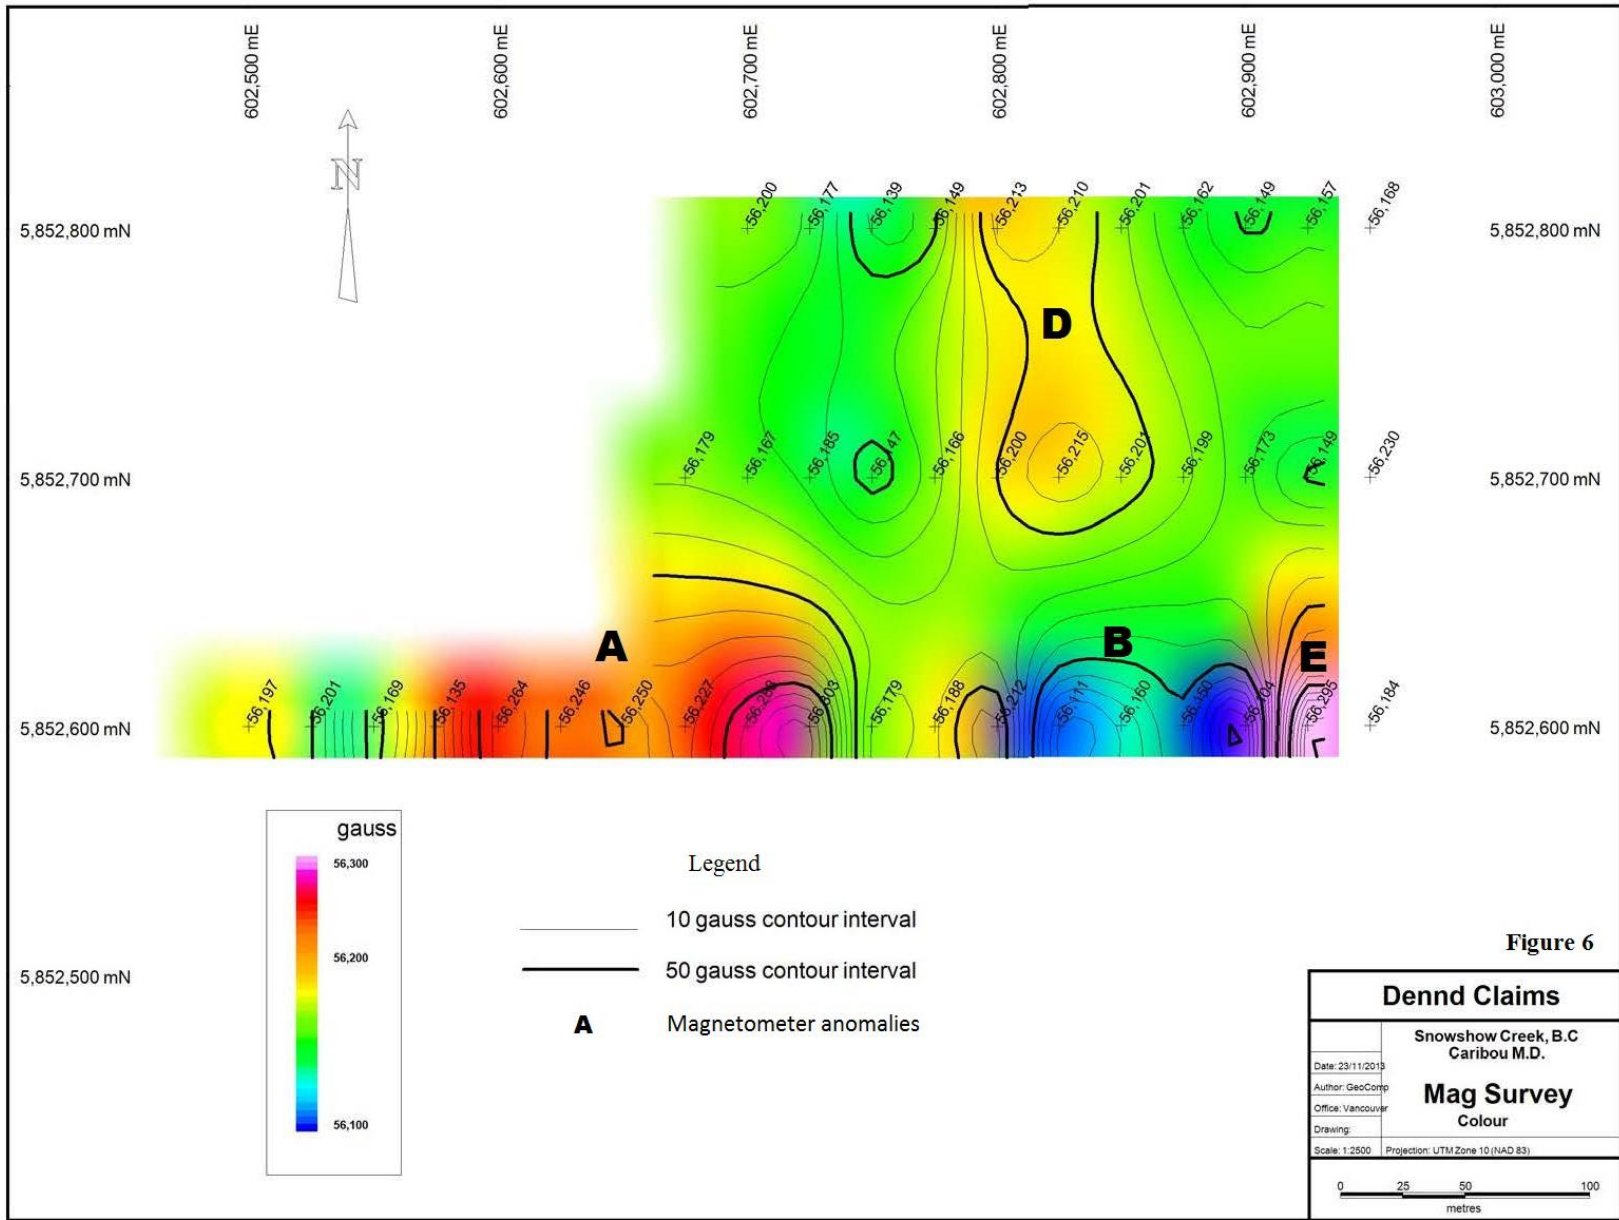 602,500 mE
602,600 mE
602,700 mE
602,800 mE
602,900 mE
603,000 mE
N
5,852,800 mN
56,200
56,177
56,139
56,149
56,213
56,210
56,201
56,162
56,149
56,157
56,168
5,852,800 mN
D
5,852,700 mN
56,179
56,167
56,185
56,147
56,166
56,200
56,215
56,201
56,199
56,173
56,149
56,230
5,852,700 mN
A
B
E
5,852,600 mN
56,197
56,201
56,169
56,135
56,264
56,246
56,250
56,227
56,288
56,303
56,179
56,188
56,212
56,111
56,160
56,150
56,104
56,295
56,184
5,852,600 mN
gauss
56,300
56,200
56,100
Legend
10 gauss contour interval
50 gauss contour interval
A Magnetometer anomalies
5,852,500 mN
Figure 6
Dennd Claims
Snowshow Creek, B.C
Caribou M.D.
Date: 23/11/2013
Author: GeoComp
Mag Survey
Office: Vancouver
Colour
Drawing:
Scale: 1:2500 Projection: UTM Zone 10 (NAD 83)
0 25 50 100
metres